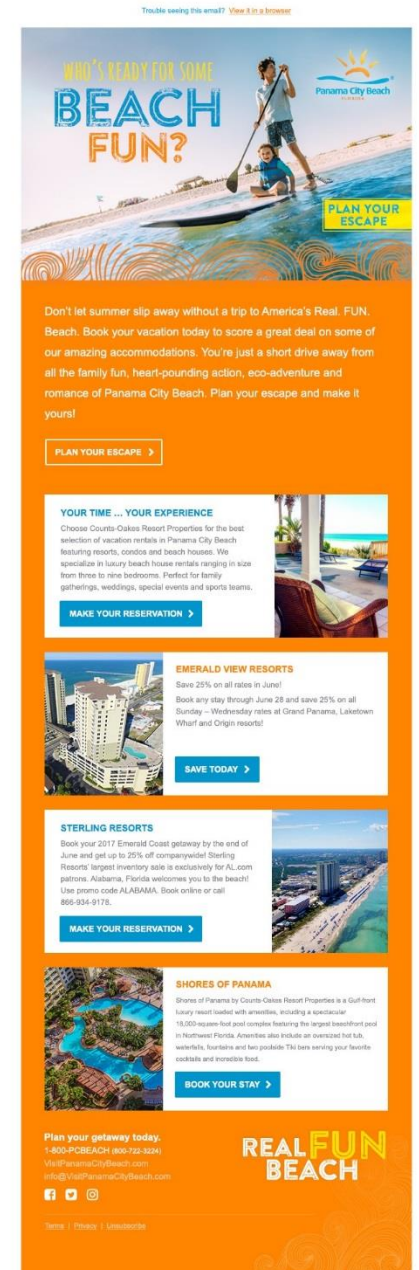 Trouble seeing this email? View it in a browser
WHO'S READY FOR SOME
BEACH
FUN?
Panama City Beach
FLORIDA
PLAN YOUR
ESCAPE
Don't let summer slip away without a trip to America's Real. FUN.
Beach. Book your vacation today to score a great deal on some of
our amazing accommodations. You're just a short drive away from
all the family fun, heart-pounding action, eco-adventure and
romance of Panama City Beach. Plan your escape and make it
yours!
PLAN YOUR ESCAPE
YOUR TIME ... YOUR EXPERIENCE
Choose Counts-Oakes Resort Properties for the best
selection of vacation rentals in Panama City Beach
featuring resorts, condos and beach houses. We
specialize in luxury beach house rentals ranging in size
from three to nine bedrooms. Perfect for family
gatherings, weddings, special events and sports teams.
MAKE YOUR RESERVATION
EMERALD VIEW RESORTS
Save 25% on all rates in June!
Book any stay through June 28 and save 25% on all
Sunday – Wednesday rates at Grand Panama, Laketown
Wharf and Origin resorts!
SAVE TODAY
STERLING RESORTS
Book your 2017 Emerald Coast getaway by the end of
June and get up to 25% off companywide! Sterling
Resorts' largest inventory sale is exclusively for AL.com
patrons. Alabama, Florida welcomes you to the beach!
Use promo code ALABAMA. Book online or call
866-934-9178.
MAKE YOUR RESERVATION
SHORES OF PANAMA
Shores of Panama by Counts-Oakes Resort Properties is a Gulf-front
luxury resort loaded with amenities, including a spectacular
18,000-square-foot pool complex featuring the largest beachfront pool
in Northwest Florida. Amenities also include an oversized hot tub,
waterfalls, fountains and two poolside Tiki bars serving your favorite
cocktails and incredible food.
BOOK YOUR STAY
Plan your getaway today.
1-800-PCBEACH (800-722-3224)
VisitPanamaCityBeach.com
info@VisitPanamaCityBeach.com
REAL FUN
BEACH
Terms | Privacy | Unsubscribe